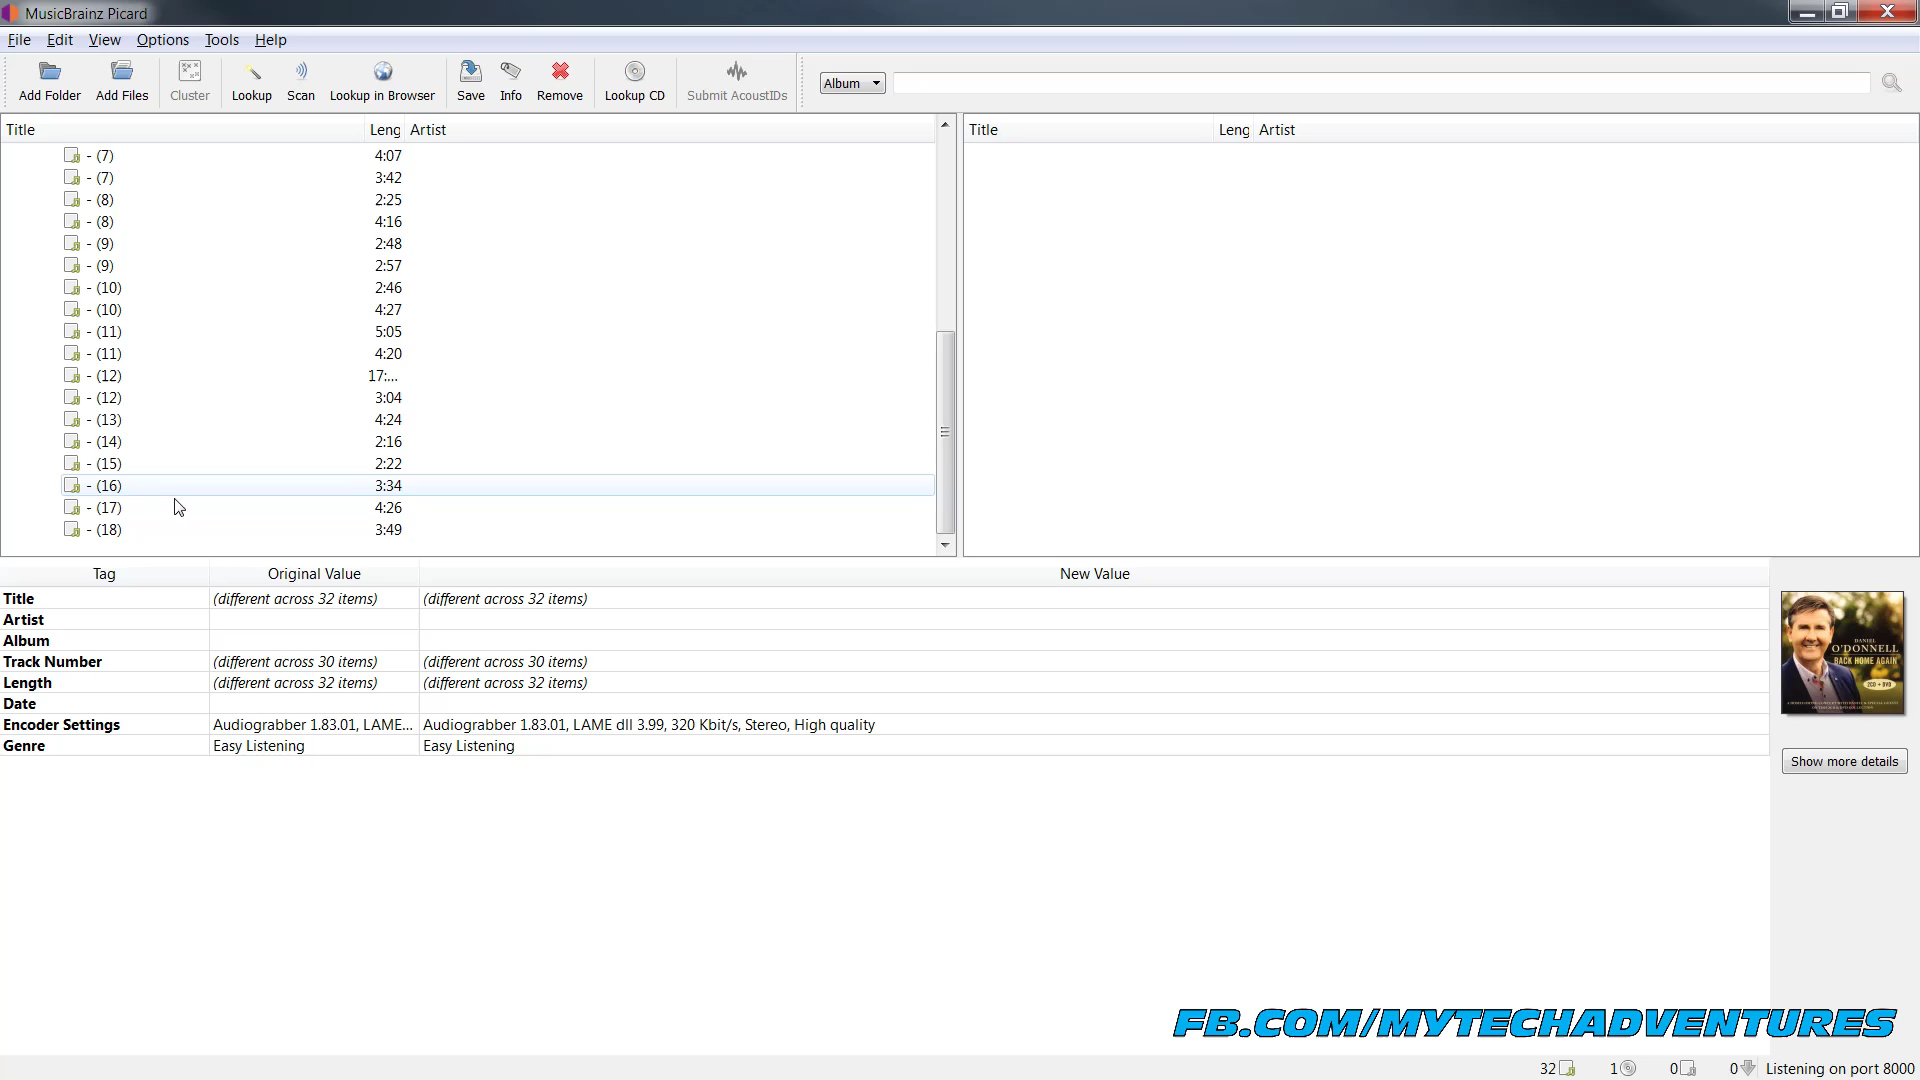 MusicBrainz Picard
File Edit View Options Tools Help
Add Folder Add Files Cluster Lookup Scan Lookup in Browser Save Info Remove Lookup CD Submit AcoustIDs Album
Title Leng Artist Title Leng Artist
- (7) 4:07
- (7) 3:42
- (8) 2:25
- (8) 4:16
- (9) 2:48
- (9) 2:57
- (10) 2:46
- (10) 4:27
- (11) 5:05
- (11) 4:20
- (12) 17:...
- (12) 3:04
- (13) 4:24
- (14) 2:16
- (15) 2:22
- (16) 3:34
- (17) 4:26
- (18) 3:49
Tag Original Value New Value
Title (different across 32 items) (different across 32 items)
Artist
Album
Track Number (different across 30 items) (different across 30 items)
Length (different across 32 items) (different across 32 items)
Date
Encoder Settings Audiograbber 1.83.01, LAME... Audiograbber 1.83.01, LAME dll 3.99, 320 Kbit/s, Stereo, High quality
Genre Easy Listening Easy Listening
DANIEL
O'DONNELL
BACK HOME AGAIN
2CD + DVD
Show more details
FB.COM/MYTECHADVENTURES
32 1 0 0 Listening on port 8000